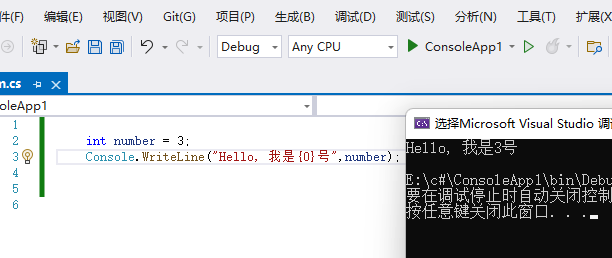 件(F) 编辑(E) 视图(V) Git(G) 项目(P) 生成(B) 调试(D) 测试(S) 分析(N) 工具(T) 扩展(X
Debug Any CPU ConsoleApp1
m.cs
oleApp1
1
2 int number = 3;
3 Console.WriteLine("Hello, 我是{0}号",number);
4
5
6
选择Microsoft Visual Studio 调
Hello, 我是3号
E:\c#\ConsoleApp1\bin\Debu
要在调试停止时自动关闭控制
按任意键关闭此窗口. . .